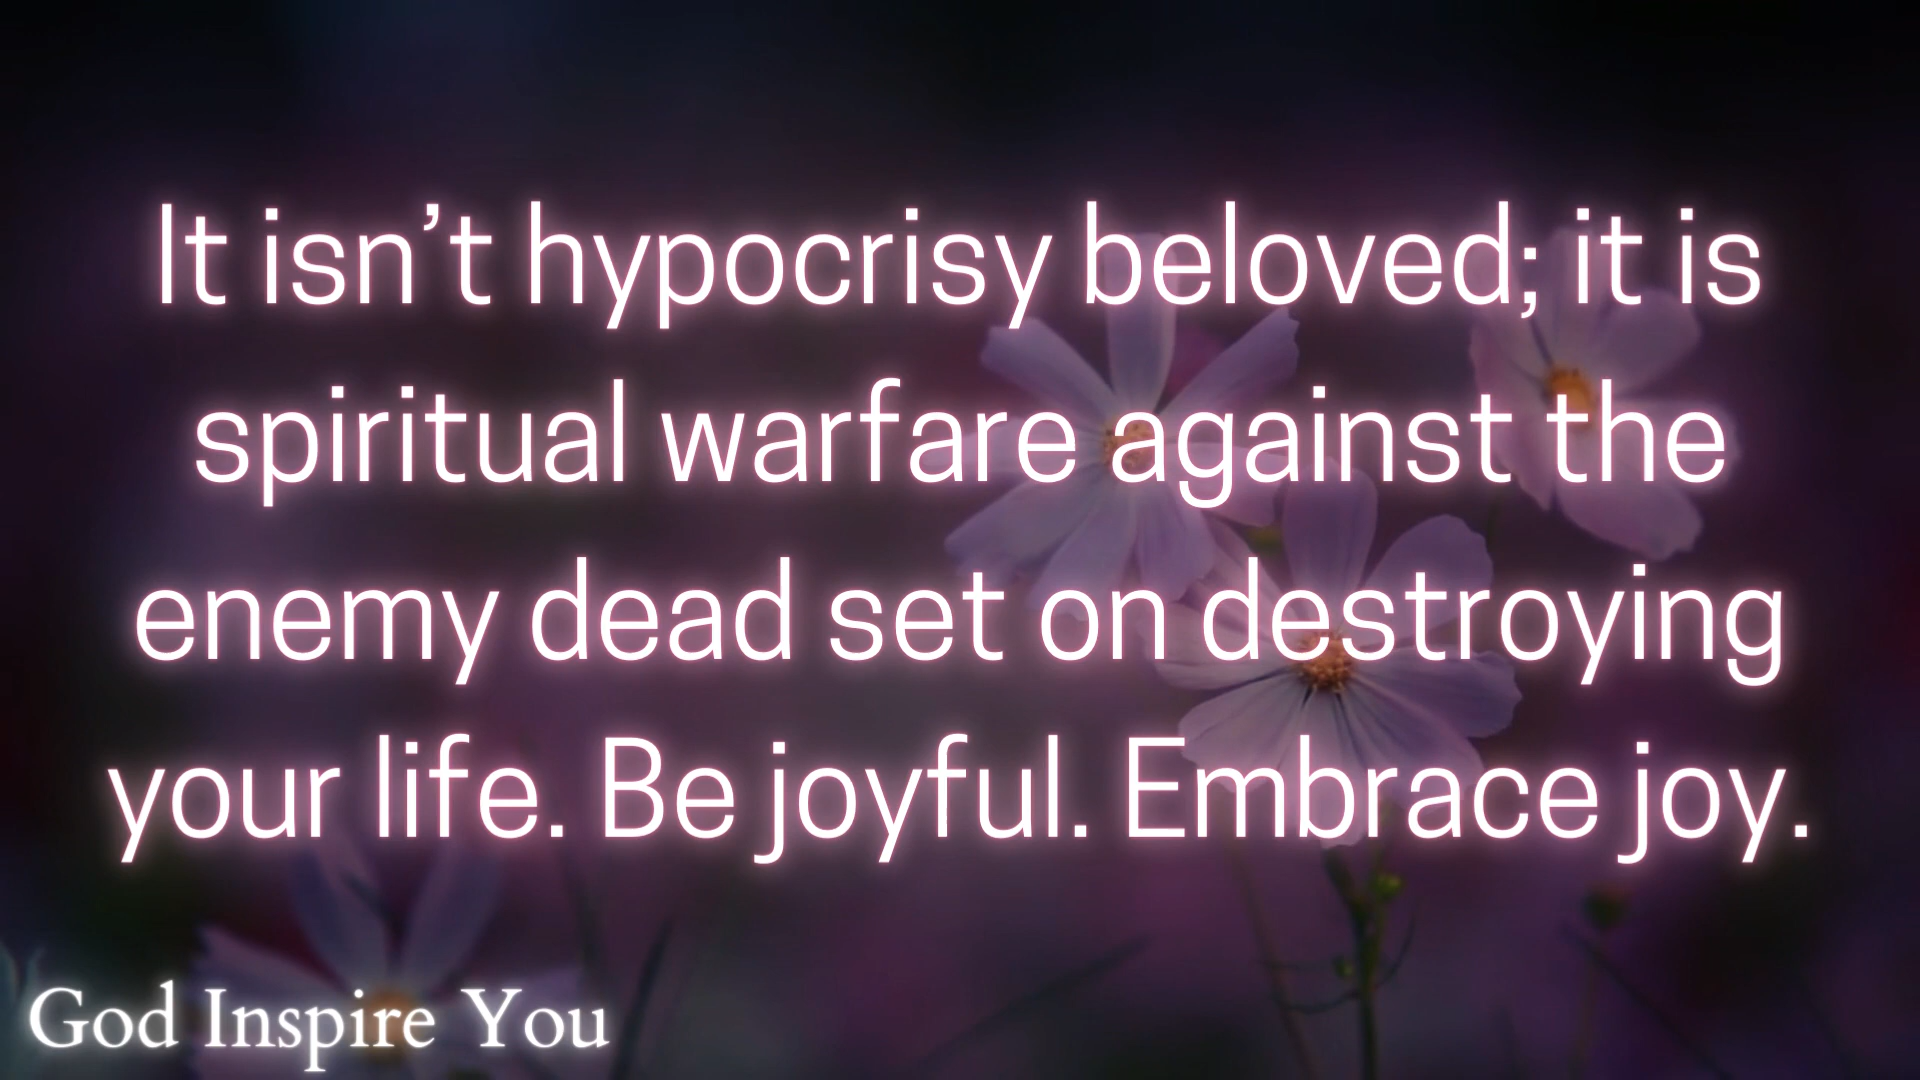 It isn’t hypocrisy beloved; it is
spiritual warfare against the
enemy dead set on destroying
your life. Be joyful. Embrace joy.
God Inspire You